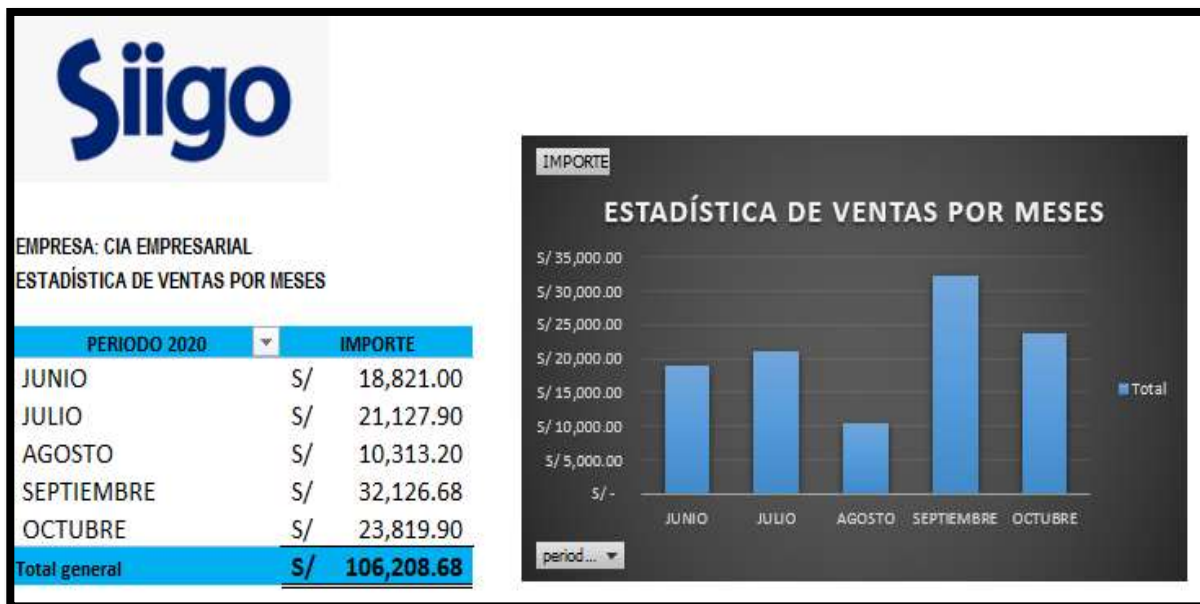 Siigo
EMPRESA: CIA EMPRESARIAL
ESTADÍSTICA DE VENTAS POR MESES
PERIODO 2020 IMPORTE
JUNIO S/ 18,821.00
JULIO S/ 21,127.90
AGOSTO S/ 10,313.20
SEPTIEMBRE S/ 32,126.68
OCTUBRE S/ 23,819.90
Total general S/ 106,208.68
IMPORTE
ESTADÍSTICA DE VENTAS POR MESES
S/ 35,000.00
S/ 30,000.00
S/ 25,000.00
S/ 20,000.00
S/ 15,000.00
S/ 10,000.00
S/ 5,000.00
S/ -
JUNIO JULIO AGOSTO SEPTIEMBRE OCTUBRE
Total
period...